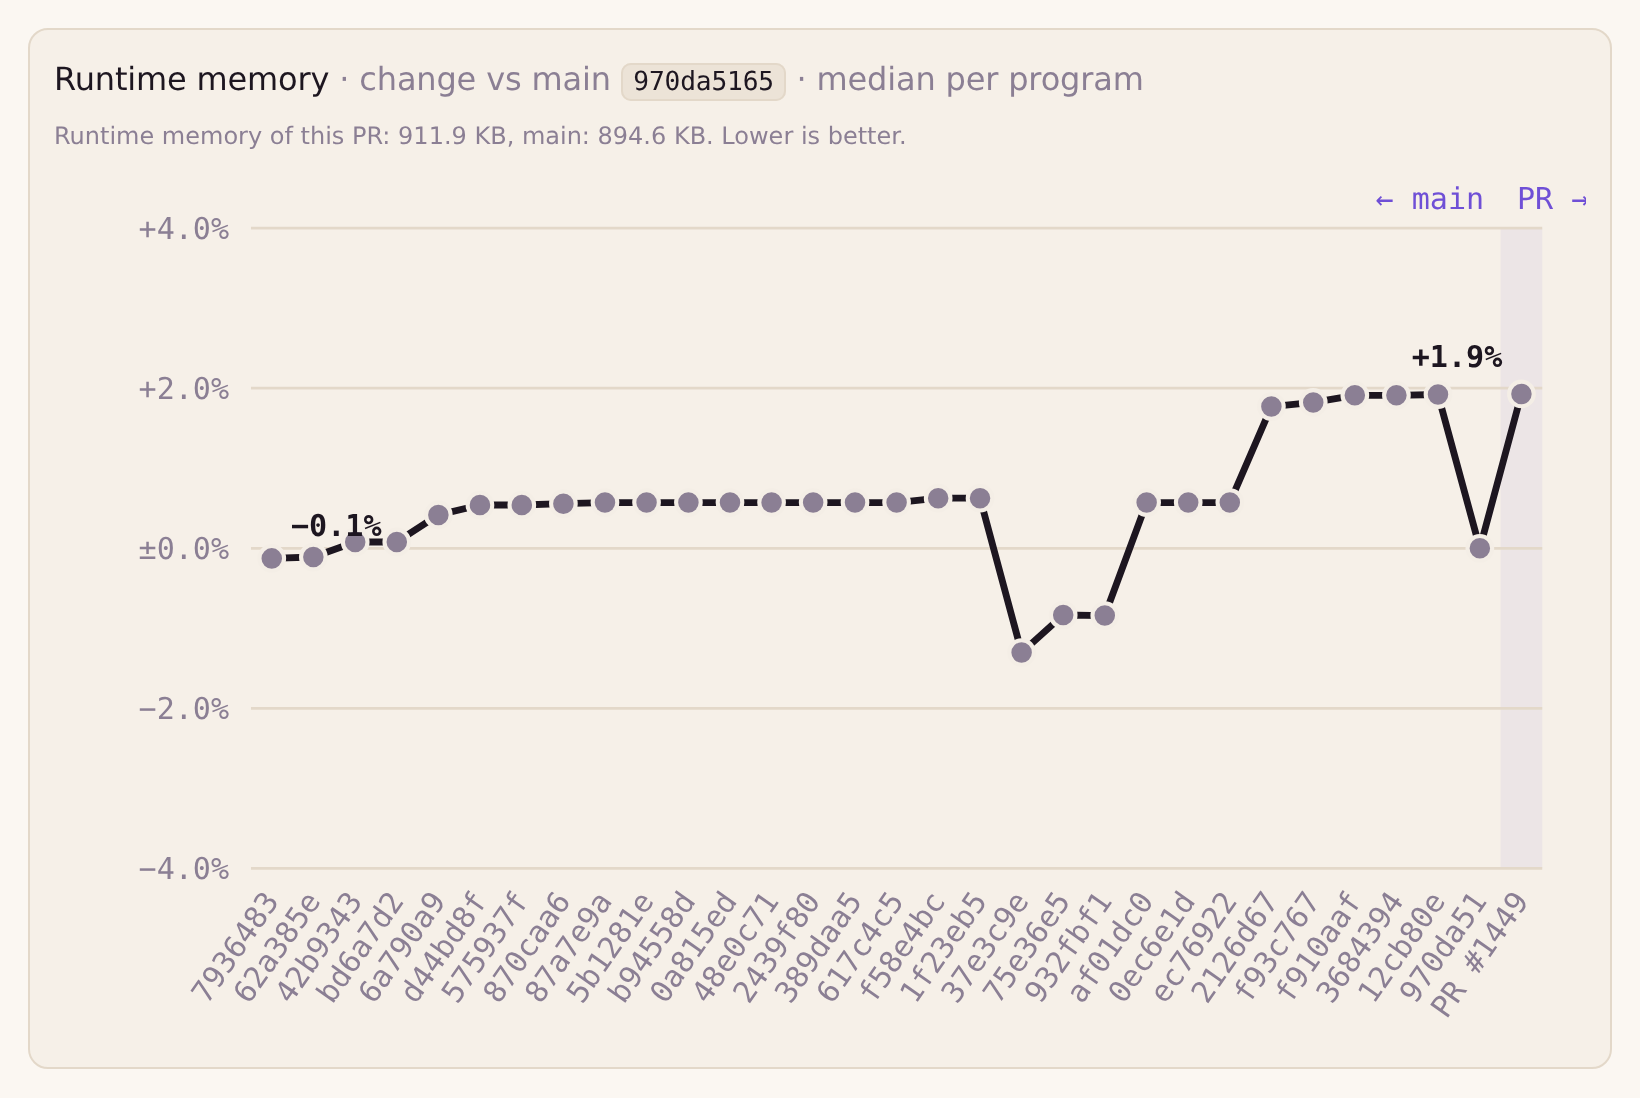 Runtime memory · change vs main 970da5165 · median per program
Runtime memory of this PR: 911.9 KB, main: 894.6 KB. Lower is better.
← main PR →
+4.0%
+2.0%
±0.0%
−2.0%
−4.0%
−0.1%
+1.9%
7936483
62a385e
42b9343
bd6a7d2
6a790a9
d44bd8f
575937f
870caa6
87a7e9a
5b1281e
b94558d
0a815ed
48e0c71
2439f80
389daa5
617c4c5
f58e4bc
1f23eb5
37e3c9e
75e36e5
932fbf1
af01dc0
0ec6e1d
ec76922
2126d67
f93c767
f910aaf
3684394
12cb80e
970da51
PR #1449